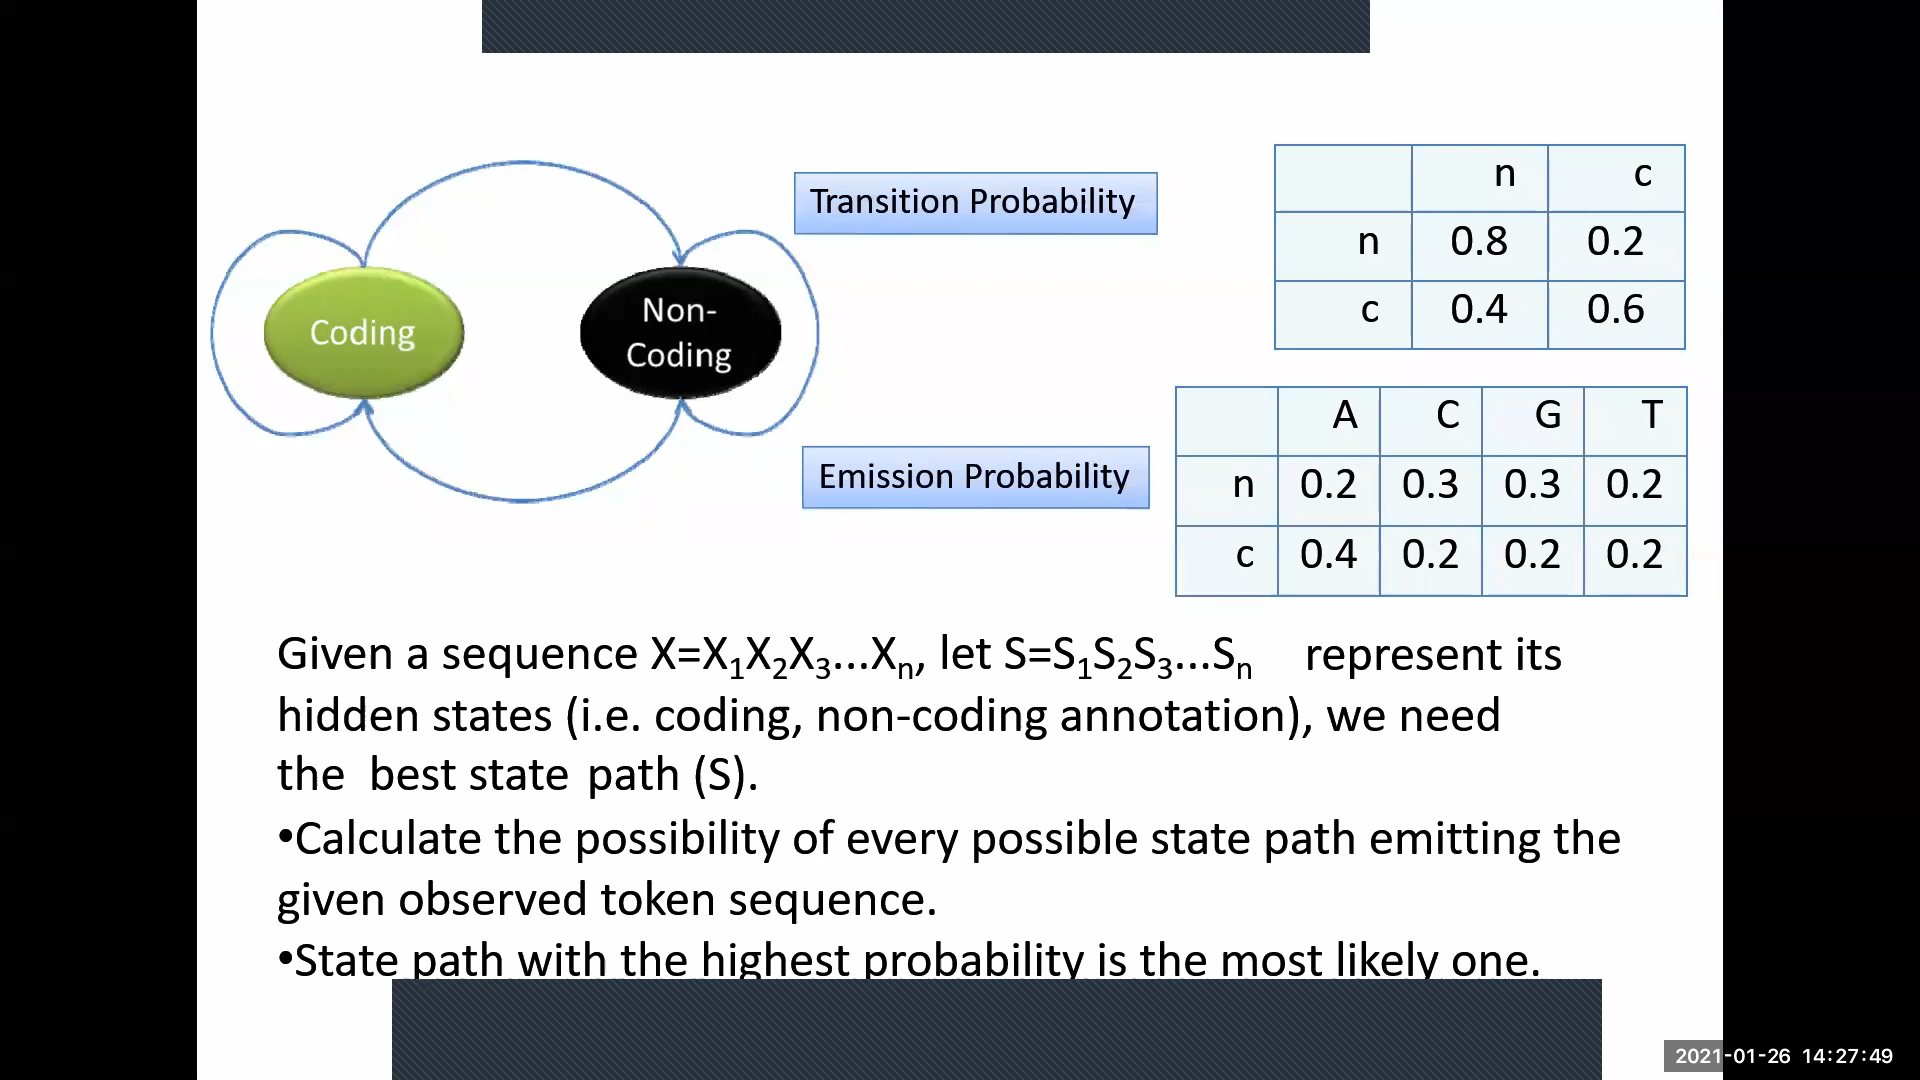 Transition Probability
n c
n 0.8 0.2
c 0.4 0.6
Coding
Non-
Coding
Emission Probability
A C G T
n 0.2 0.3 0.3 0.2
c 0.4 0.2 0.2 0.2
Given a sequence X=X₁X₂X₃...Xₙ, let S=S₁S₂S₃...Sₙ represent its
hidden states (i.e. coding, non-coding annotation), we need
the best state path (S).
•Calculate the possibility of every possible state path emitting the
given observed token sequence.
•State path with the highest probability is the most likely one.
2021-01-26 14:27:49